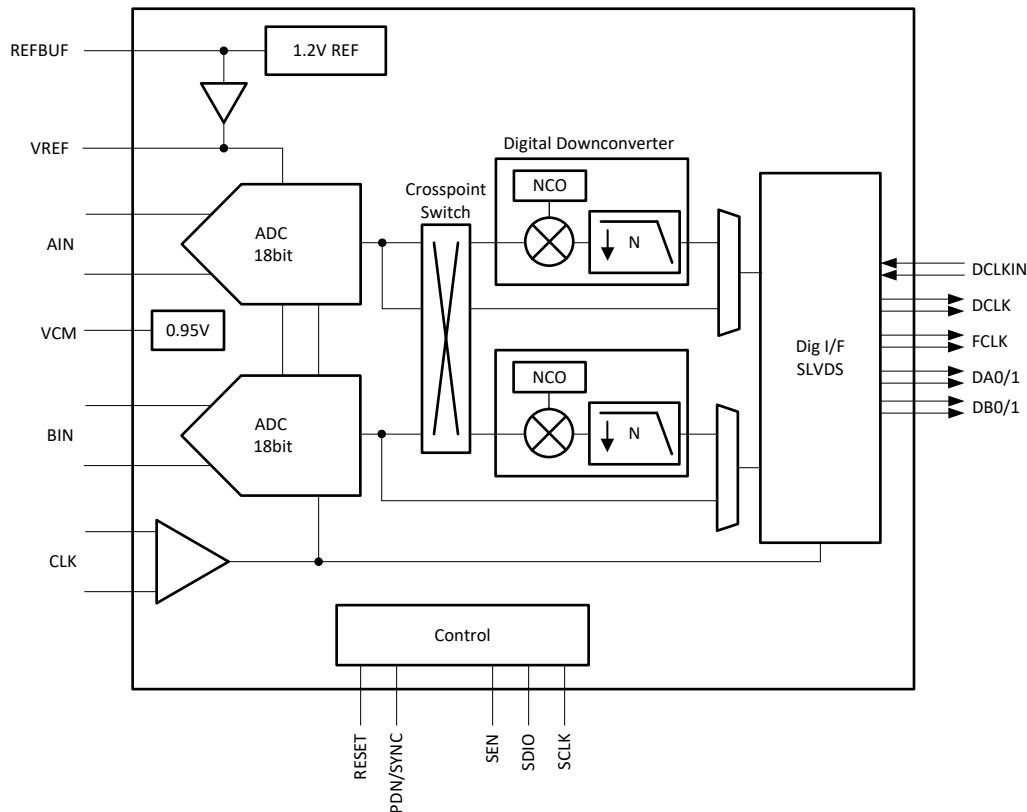 REFBUF
1.2V REF
VREF
Digital Downconverter
NCO
Crosspoint
Switch
N
ADC
18bit
AIN
VCM
0.95V
NCO
N
ADC
18bit
BIN
CLK
Dig I/F
SLVDS
DCLKIN
DCLK
FCLK
DA0/1
DB0/1
Control
RESET
PDN/SYNC
SEN
SDIO
SCLK